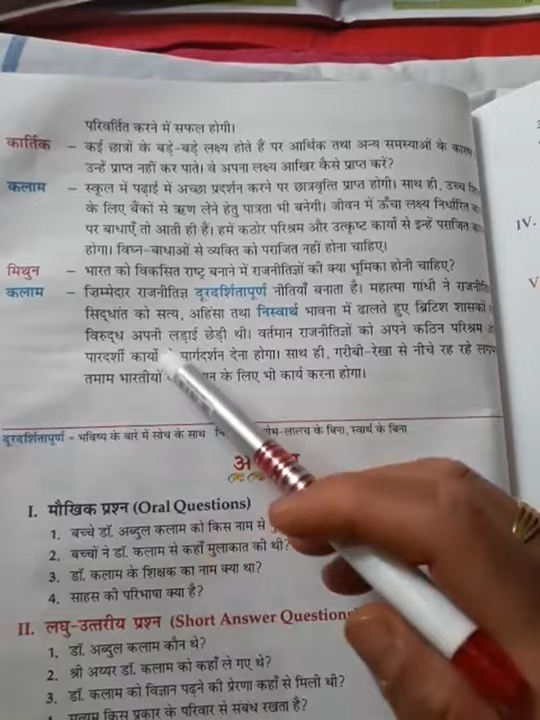 परिवर्तित करने में सफल होगी।
कार्तिक – कई छात्रों के बड़े-बड़े लक्ष्य होते हैं पर आर्थिक तथा अन्य समस्याओं के कारण
उन्हें प्राप्त नहीं कर पाते। वे अपना लक्ष्य आखिर कैसे प्राप्त करें?
कलाम – स्कूल में पढ़ाई में अच्छा प्रदर्शन करने पर छात्रवृत्ति प्राप्त होगी। साथ ही, उच्च
के लिए बैंकों से ऋण लेने हेतु पात्रता भी बनेगी। जीवन में ऊँचा लक्ष्य निर्धारित
पर बाधाएँ तो आती ही हैं। हमें कठोर परिश्रम और उत्कृष्ट कार्यों से इन्हें पराजित
होगा। विघ्न-बाधाओं से व्यक्ति को पराजित नहीं होना चाहिए।
मिथुन – भारत को विकसित राष्ट्र बनाने में राजनीतिज्ञों की क्या भूमिका होनी चाहिए?
कलाम – जिम्मेदार राजनीतिज्ञ दूरदर्शितापूर्ण नीतियाँ बनाता है। महात्मा गांधी ने
सिद्धांत को सत्य, अहिंसा तथा निस्वार्थ भावना में ढालते हुए ब्रिटिश शासकों
विरुद्ध अपनी लड़ाई छेड़ी थी। वर्तमान राजनीतिज्ञों को अपने कठिन परिश्रम
पारदर्शी कार्यों मार्गदर्शन देना होगा। साथ ही, गरीबी-रेखा से नीचे रह रहे
तमाम भारतीयों के लिए भी कार्य करना होगा।
दूरदर्शितापूर्ण = भविष्य के बारे में सोच के साथ के बिना, स्वार्थ के बिना
I. मौखिक प्रश्न (Oral Questions)
1. बच्चे डॉ. अब्दुल कलाम को किस नाम से
2. बच्चों ने डॉ. कलाम से कहाँ मुलाकात की थी?
3. डॉ. कलाम के शिक्षक का नाम क्या था?
4. साहस की परिभाषा क्या है?
IV.
V
II. लघु-उत्तरीय प्रश्न (Short Answer Questions
1. डॉ. अब्दुल कलाम कौन थे?
2. श्री अय्यर डॉ. कलाम को कहाँ ले गए थे?
3. डॉ. कलाम को विज्ञान पढ़ने की प्रेरणा कहाँ से मिली थी?
किस प्रकार के परिवार से संबंध रखता है?